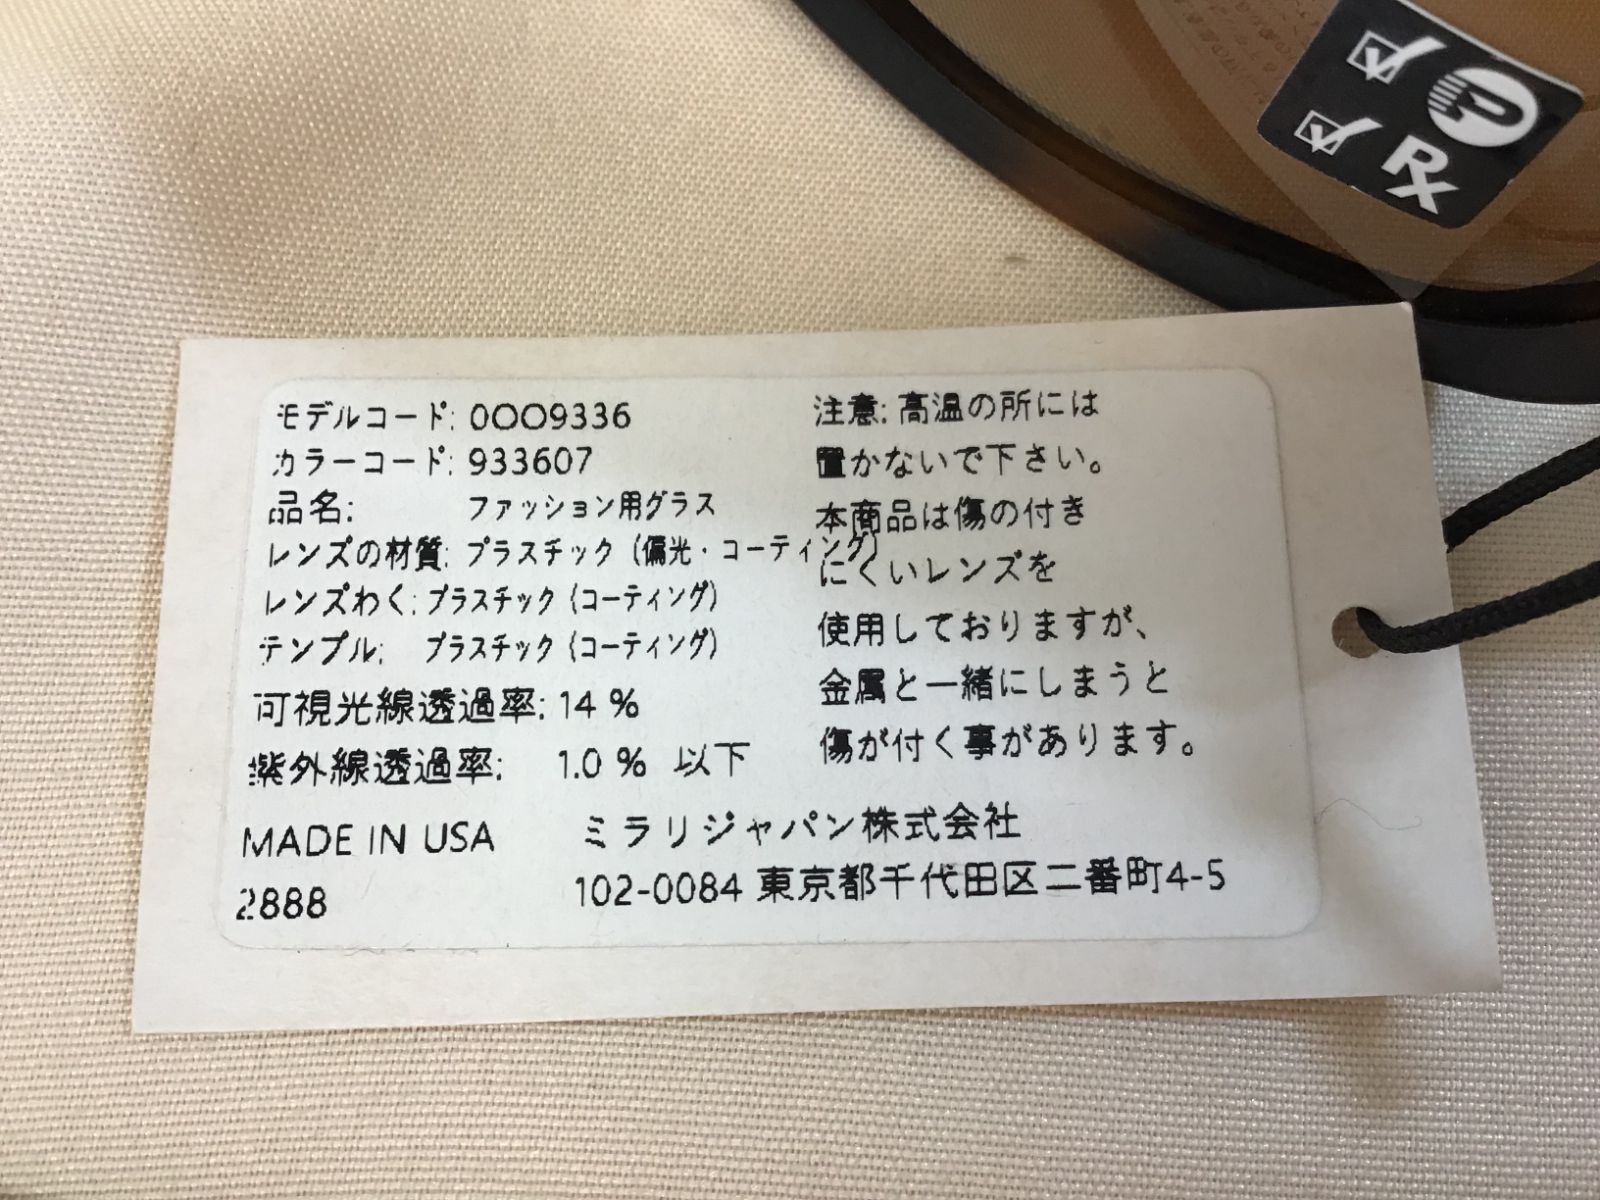 モデルコード: 0OO9336
カラーコード: 933607
品名: ファッション用グラス
レンズの材質: プラスチック (偏光・コーティング)
レンズわく: プラスチック (コーティング)
テンプル: プラスチック (コーティング)
可視光線透過率: 14 %
紫外線透過率: 1.0 % 以下
MADE IN USA
2888
注意: 高温の所には
置かないで下さい。
本商品は傷の付き
にくいレンズを
使用しておりますが、
金属と一緒にしまうと
傷が付く事があります。
ミラリジャパン株式会社
102-0084 東京都千代田区二番町4-5
P
RX